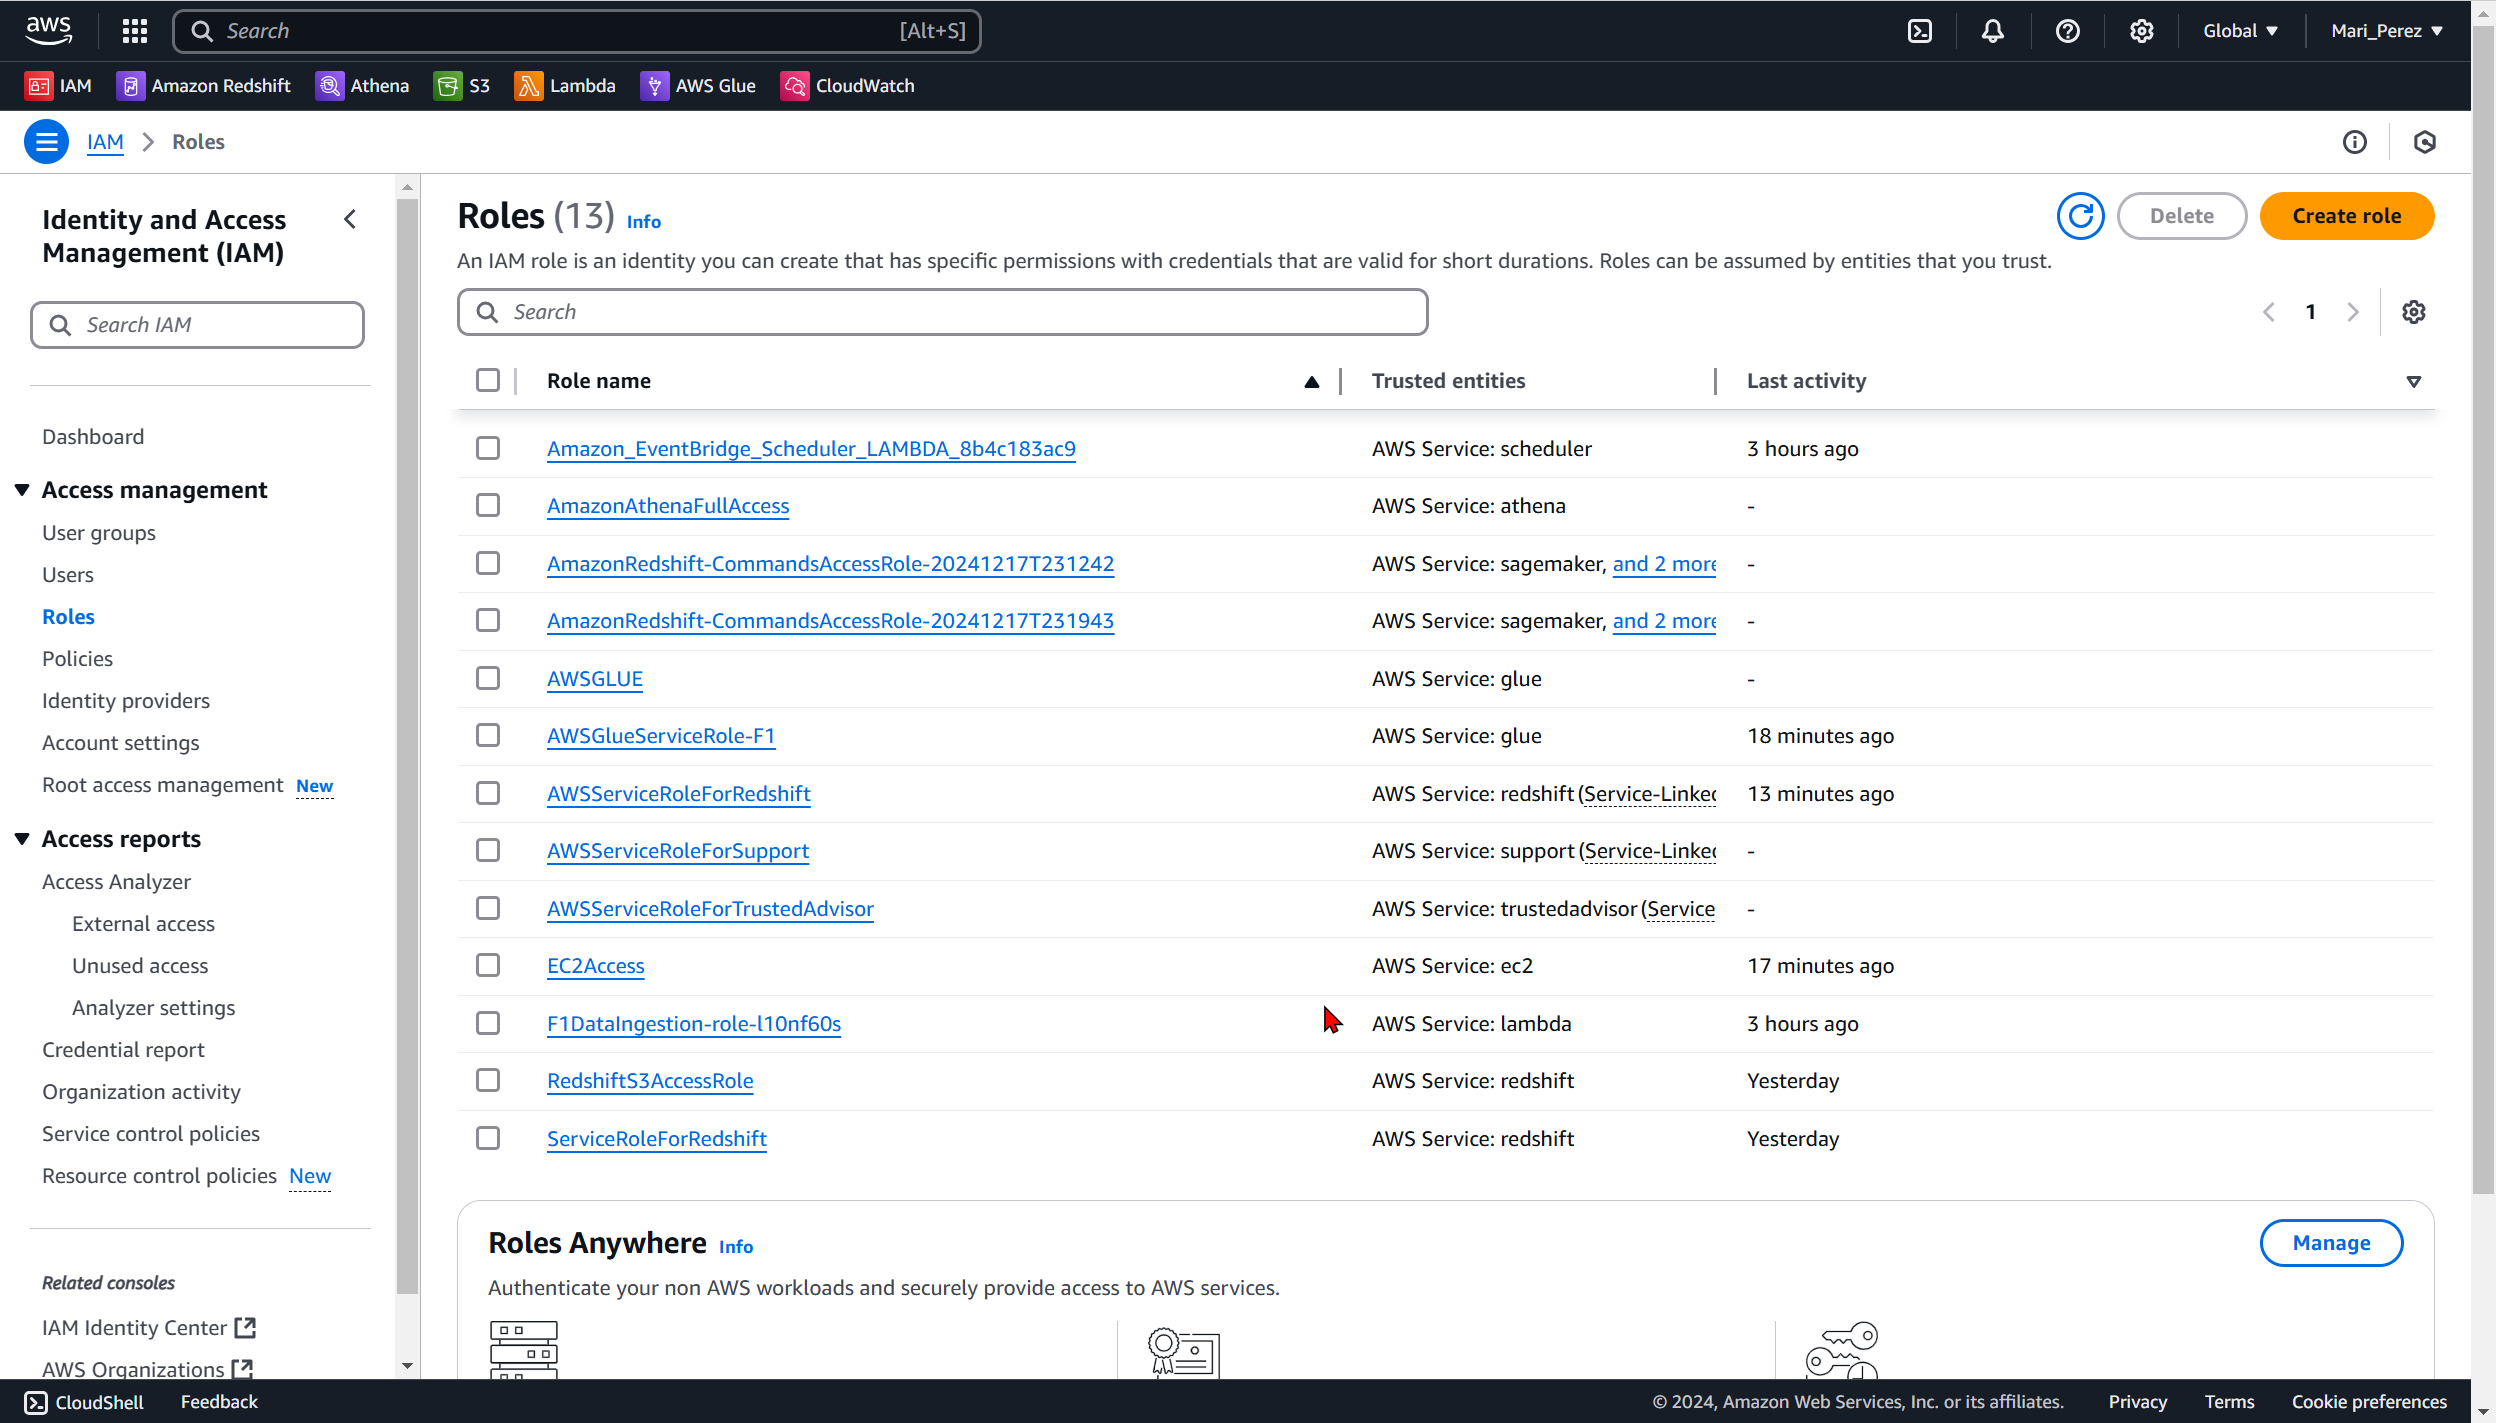 aws Search [Alt+S] Global Mari_Perez
IAM Amazon Redshift Athena S3 Lambda AWS Glue CloudWatch
IAM > Roles
Identity and Access
Management (IAM)
Search IAM
Dashboard
Access management
User groups
Users
Roles
Policies
Identity providers
Account settings
Root access management New
Access reports
Access Analyzer
External access
Unused access
Analyzer settings
Credential report
Organization activity
Service control policies
Resource control policies New
Related consoles
IAM Identity Center
AWS Organizations
Roles (13) Info
Delete
Create role
An IAM role is an identity you can create that has specific permissions with credentials that are valid for short durations. Roles can be assumed by entities that you trust.
Search
1
Role name Trusted entities Last activity
Amazon_EventBridge_Scheduler_LAMBDA_8b4c183ac9 AWS Service: scheduler 3 hours ago
AmazonAthenaFullAccess AWS Service: athena -
AmazonRedshift-CommandsAccessRole-20241217T231242 AWS Service: sagemaker, and 2 more -
AmazonRedshift-CommandsAccessRole-20241217T231943 AWS Service: sagemaker, and 2 more -
AWSGLUE AWS Service: glue -
AWSGlueServiceRole-F1 AWS Service: glue 18 minutes ago
AWSServiceRoleForRedshift AWS Service: redshift (Service-Linked 13 minutes ago
AWSServiceRoleForSupport AWS Service: support (Service-Linked -
AWSServiceRoleForTrustedAdvisor AWS Service: trustedadvisor (Service -
EC2Access AWS Service: ec2 17 minutes ago
F1DataIngestion-role-l10nf60s AWS Service: lambda 3 hours ago
RedshiftS3AccessRole AWS Service: redshift Yesterday
ServiceRoleForRedshift AWS Service: redshift Yesterday
Roles Anywhere Info
Manage
Authenticate your non AWS workloads and securely provide access to AWS services.
CloudShell Feedback © 2024, Amazon Web Services, Inc. or its affiliates. Privacy Terms Cookie preferences